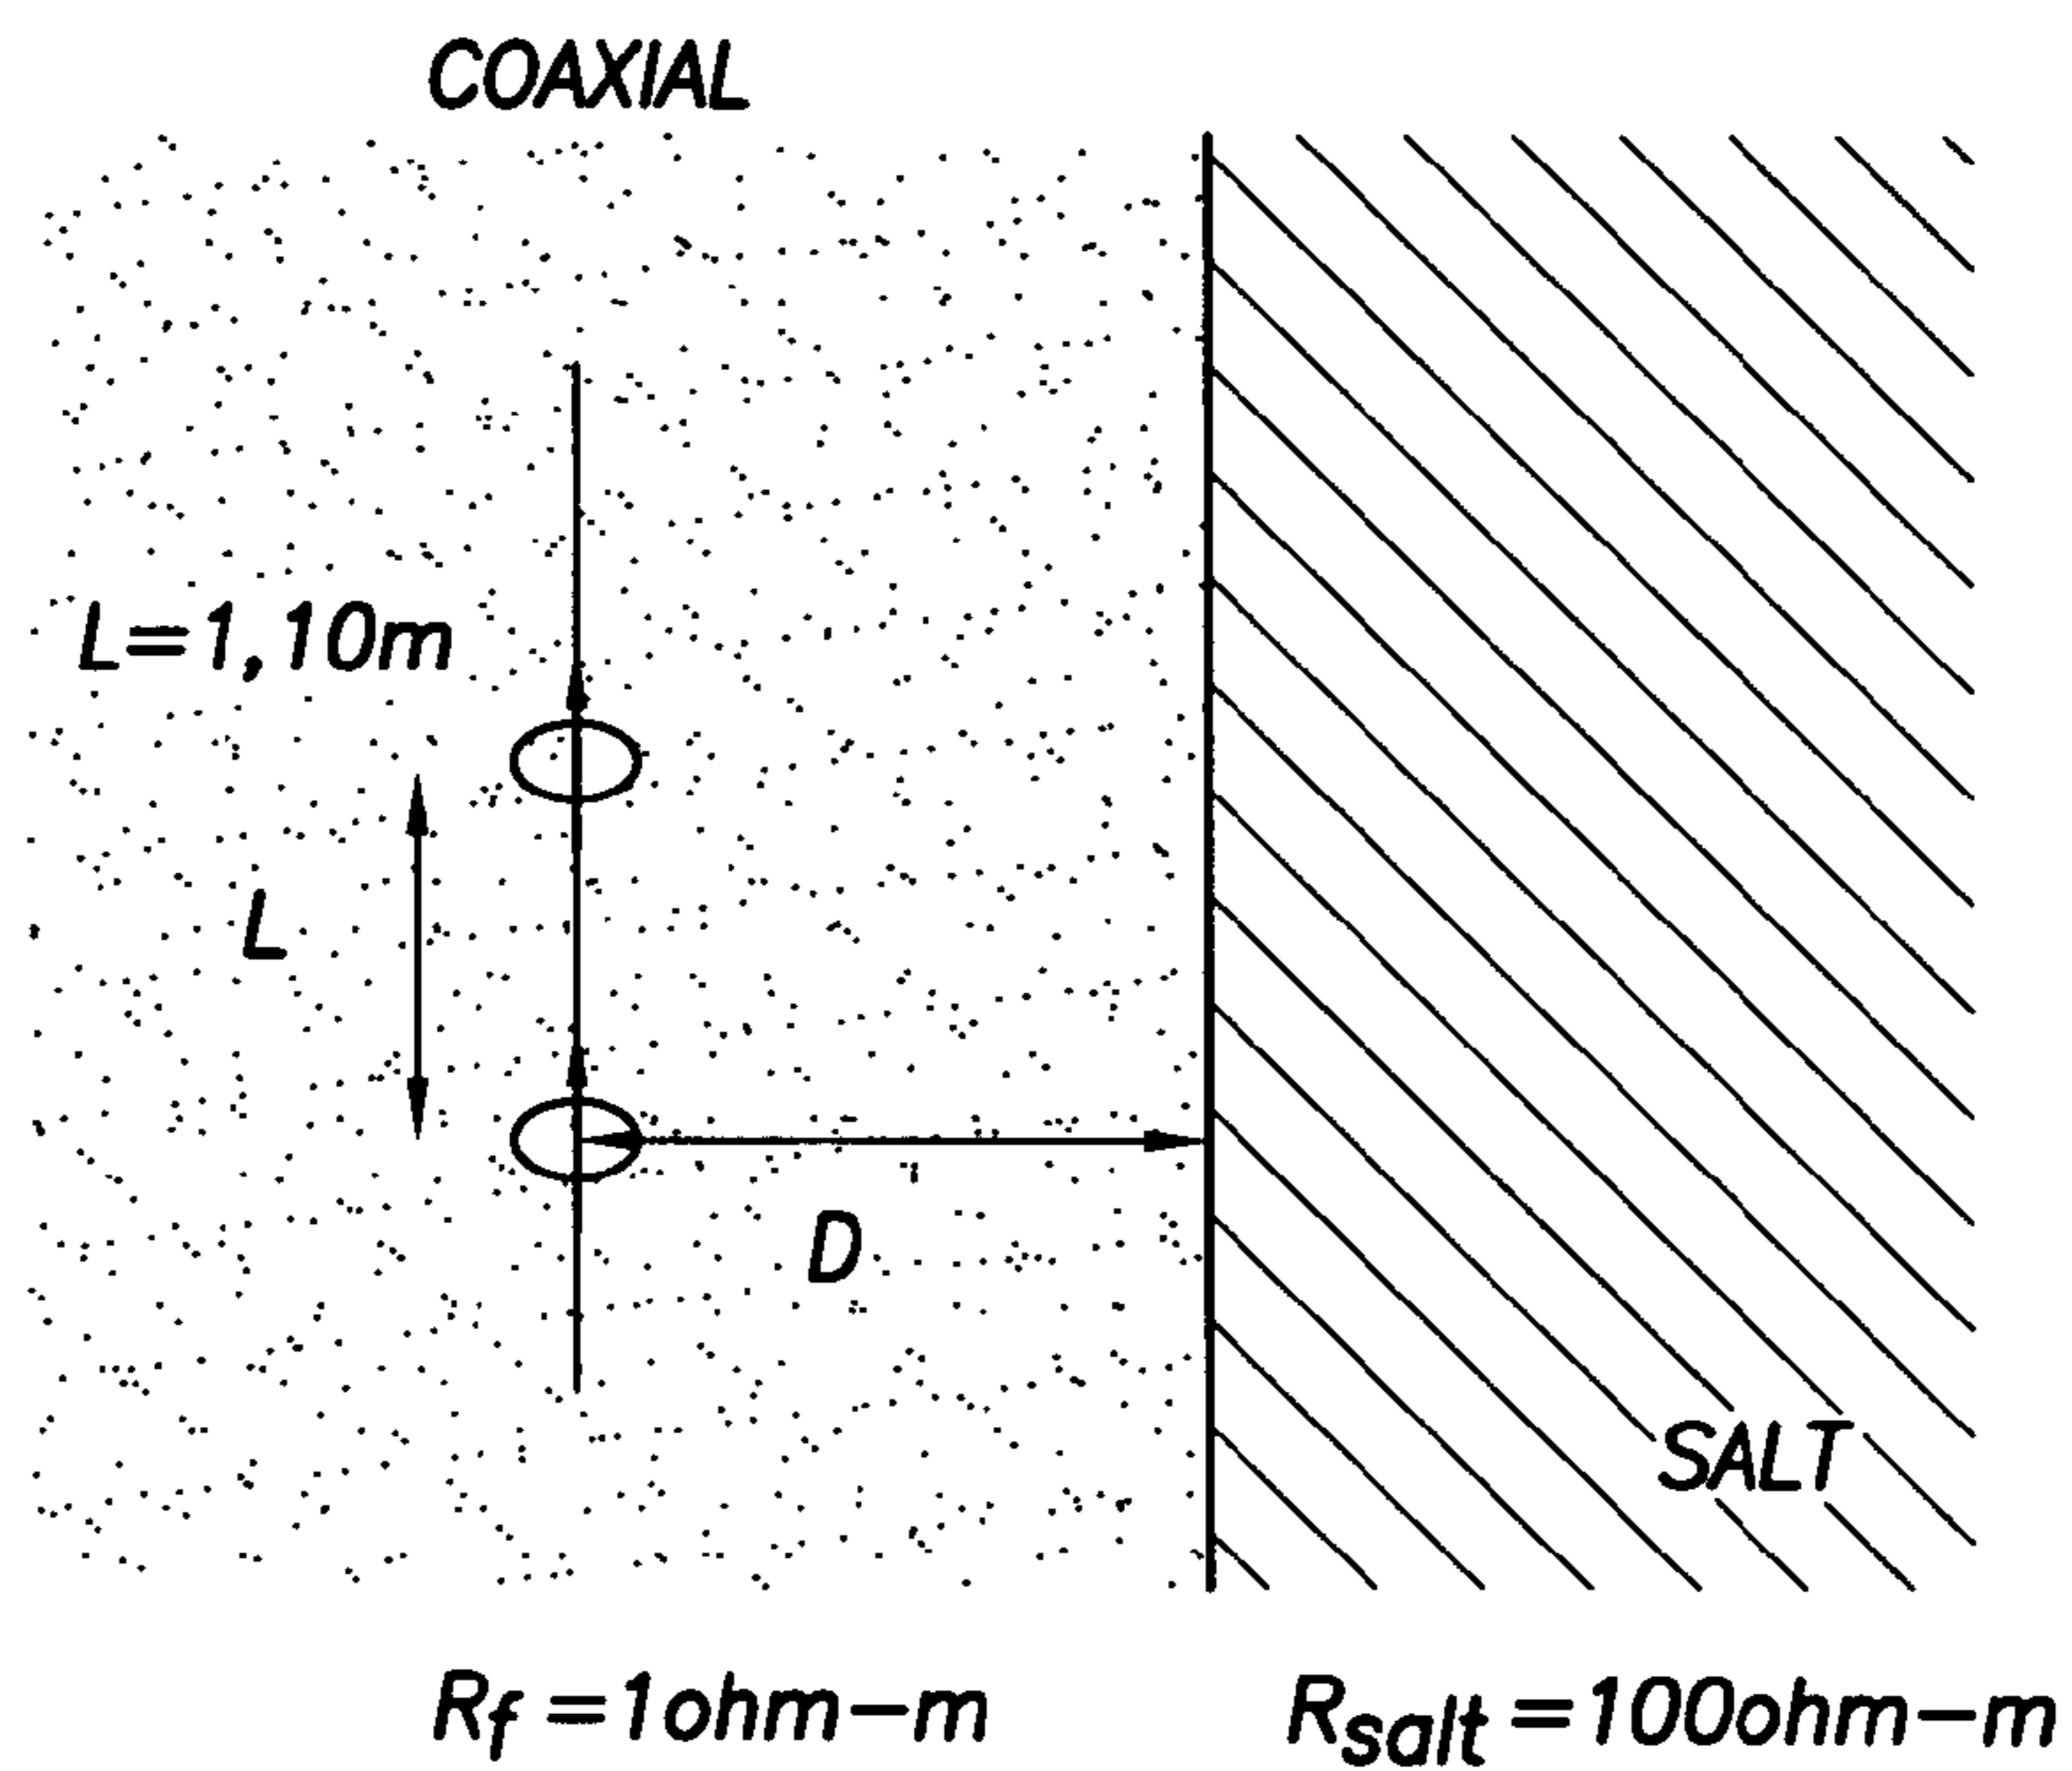 COAXIAL
L=1,10m
L
D
SALT
Rf=1ohm-m
Rsalt=100ohm-m